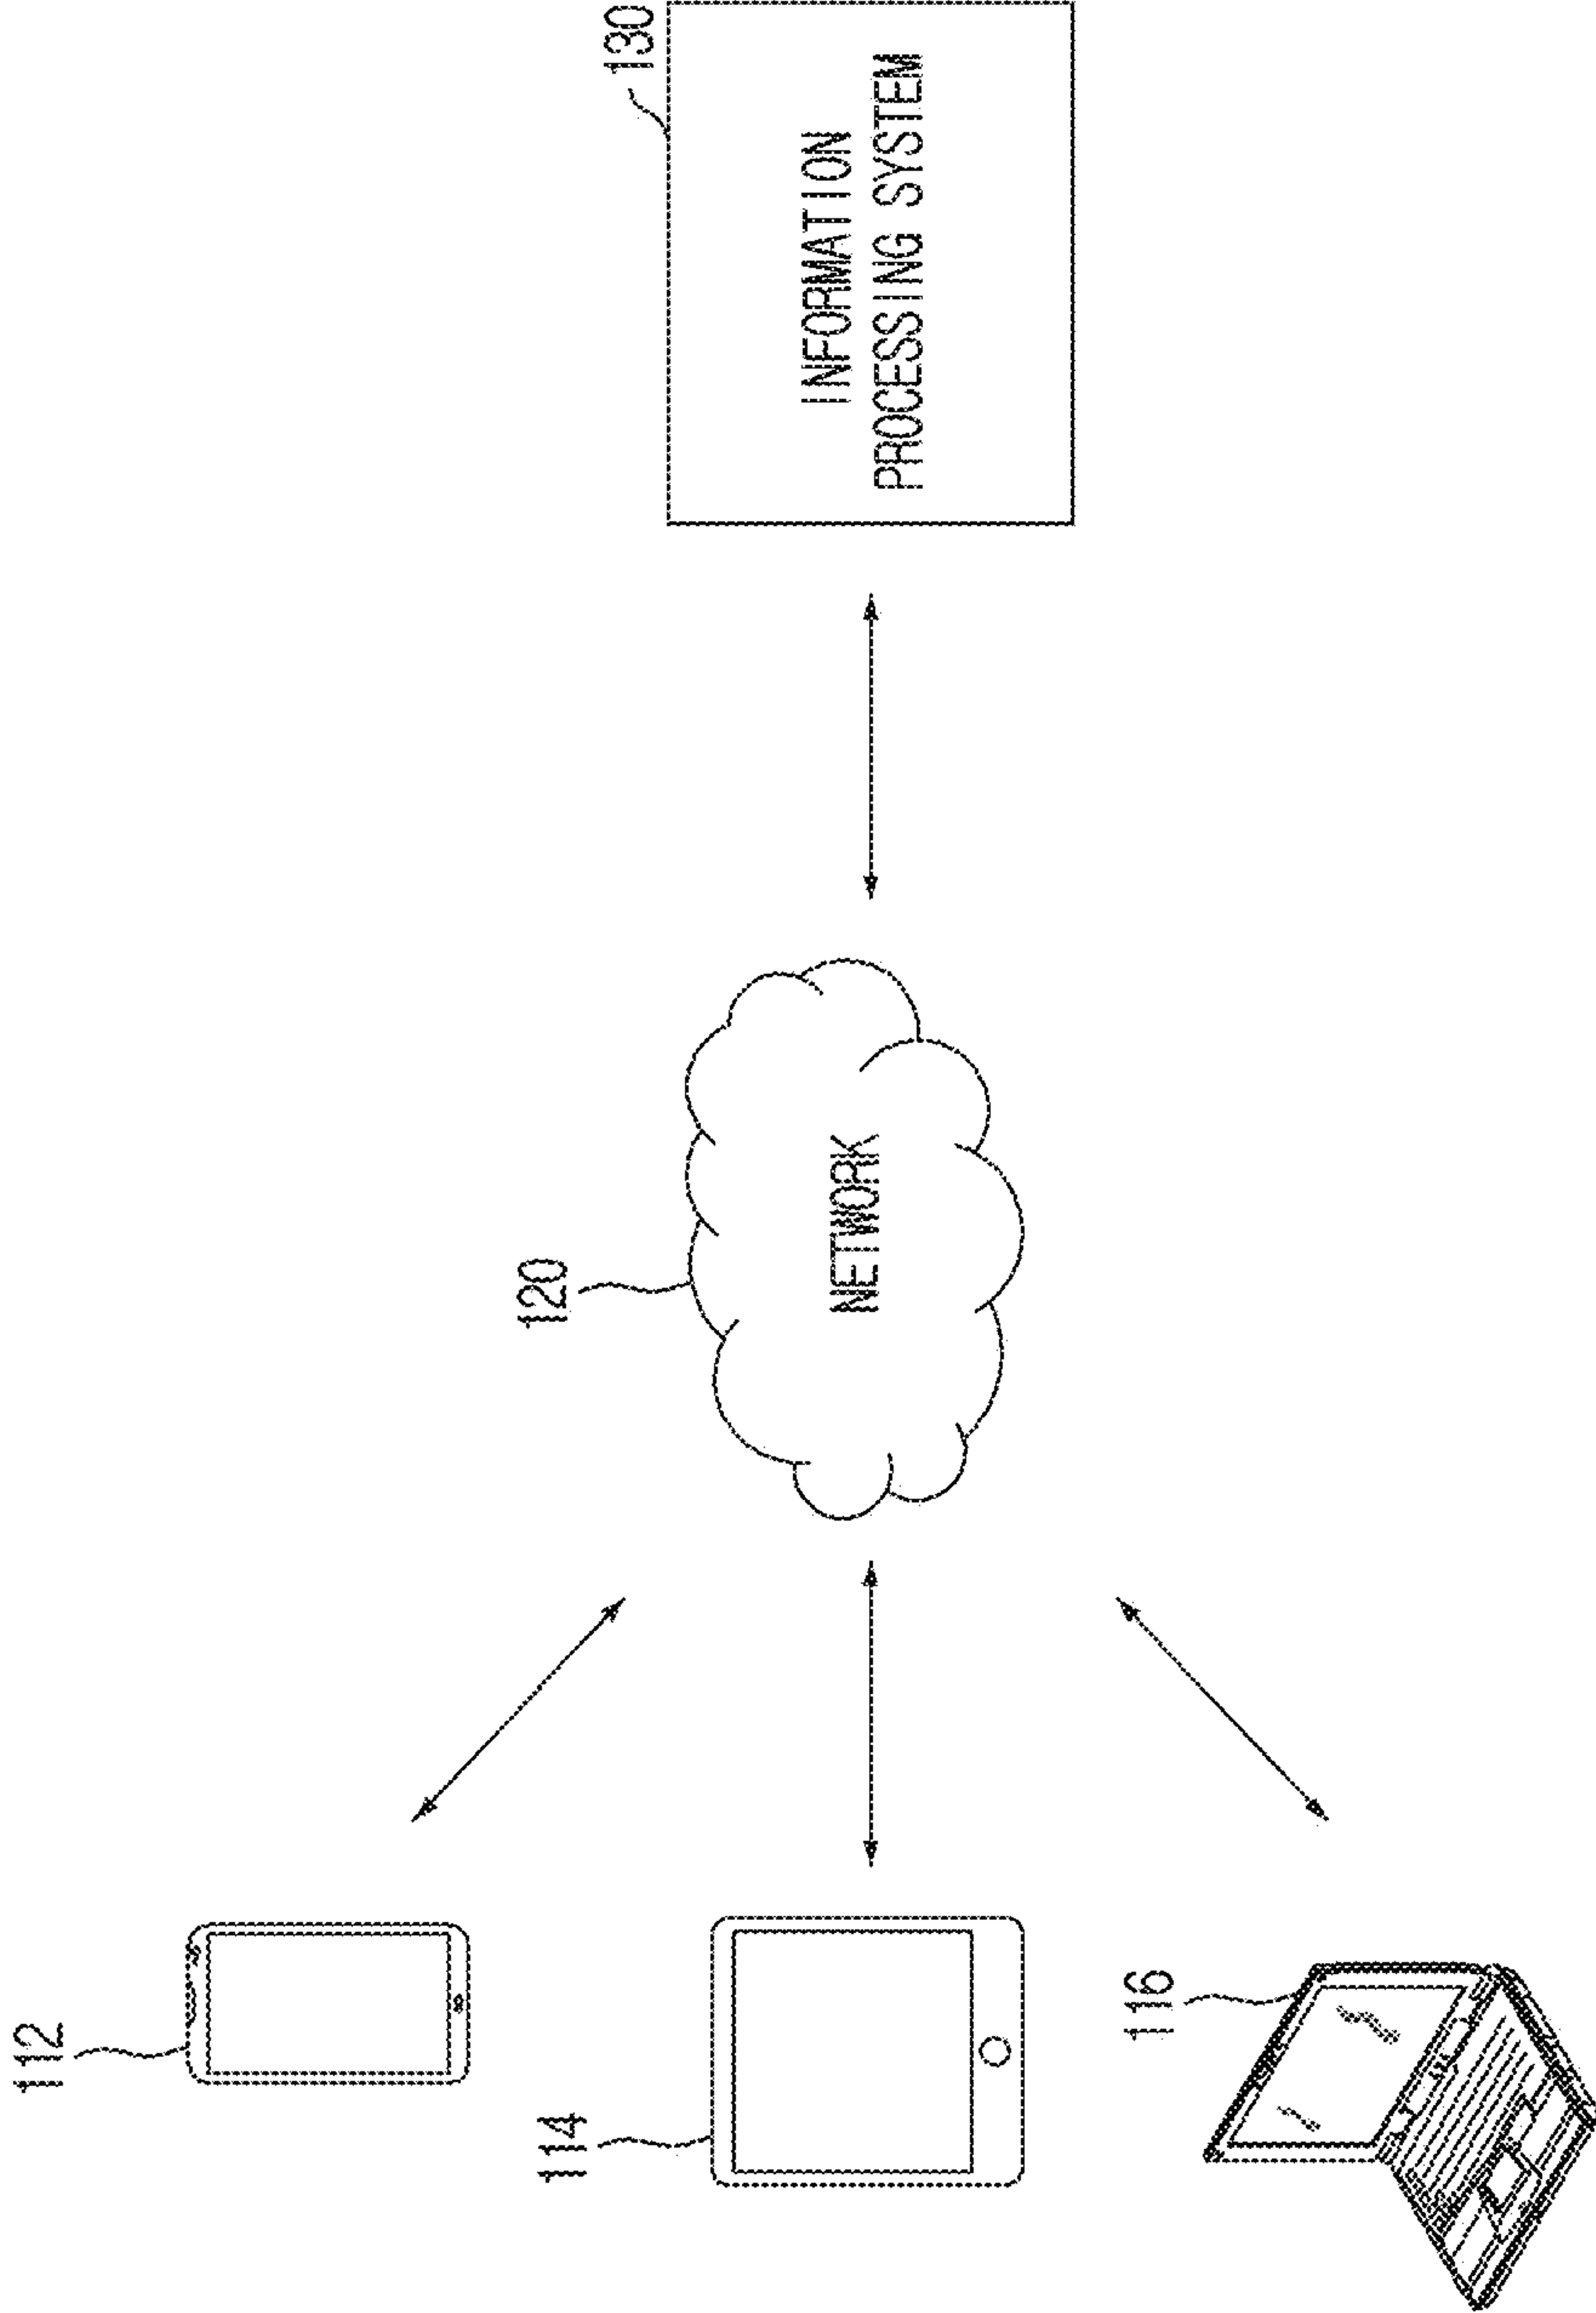 112
114
116
120
NETWORK
130
INFORMATION
PROCESSING SYSTEM